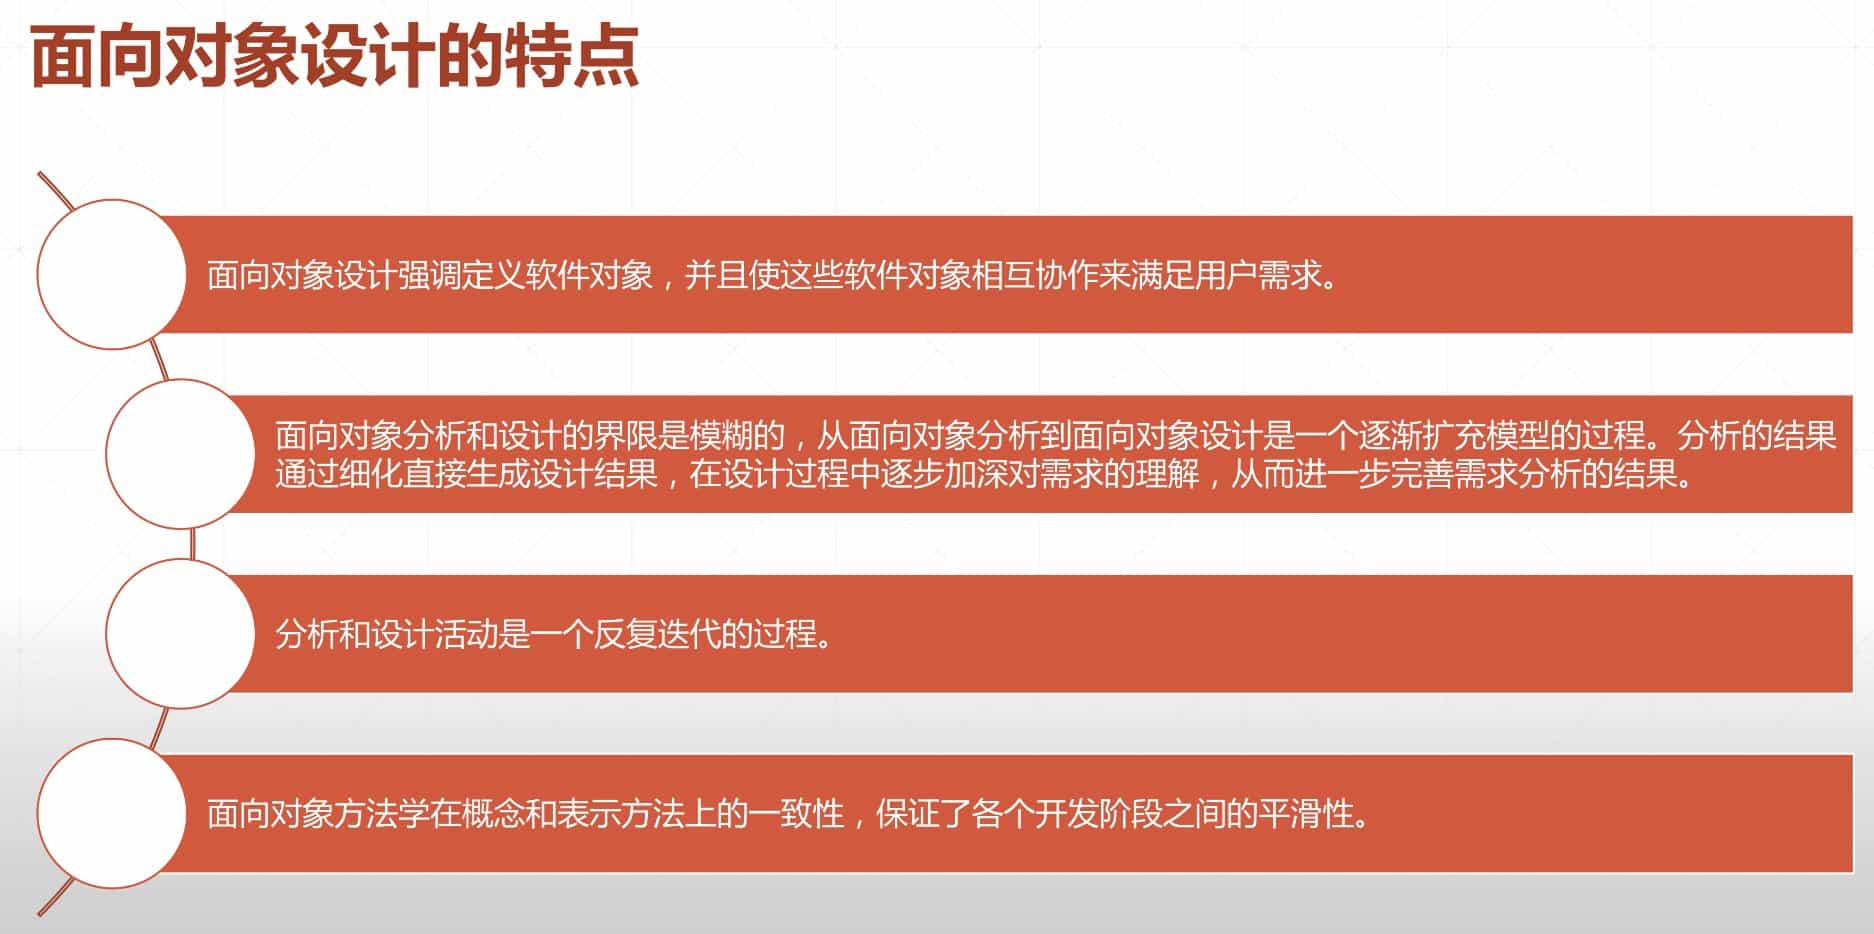 面向对象设计的特点
面向对象设计强调定义软件对象，并且使这些软件对象相互协作来满足用户需求。
面向对象分析和设计的界限是模糊的，从面向对象分析到面向对象设计是一个逐渐扩充模型的过程。分析的结果
通过细化直接生成设计结果，在设计过程中逐步加深对需求的理解，从而进一步完善需求分析的结果。
分析和设计活动是一个反复迭代的过程。
面向对象方法学在概念和表示方法上的一致性，保证了各个开发阶段之间的平滑性。